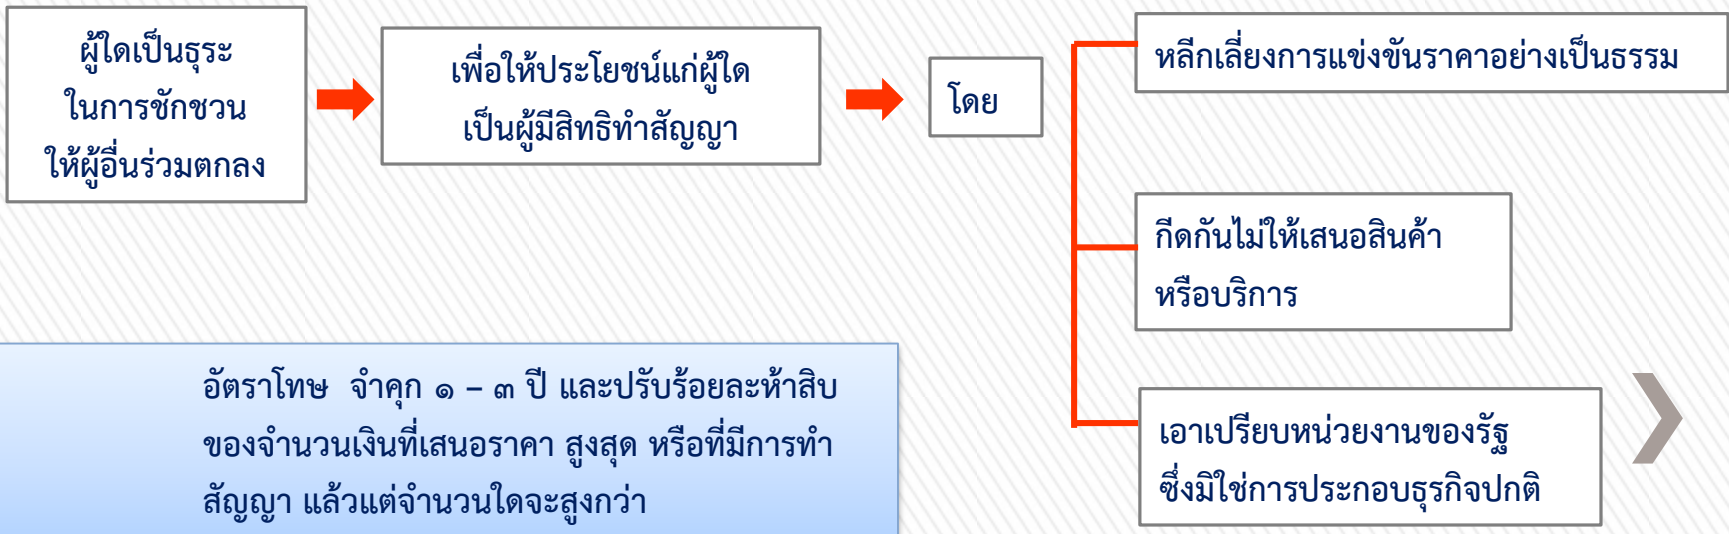 ผู้ใดเป็นธุระ
ในการชักชวน
ให้ผู้อื่นร่วมตกลง
เพื่อให้ประโยชน์แก่ผู้ใด
เป็นผู้มีสิทธิทำสัญญา
โดย
หลีกเลี่ยงการแข่งขันราคาอย่างเป็นธรรม
กีดกันไม่ให้เสนอสินค้า
หรือบริการ
เอาเปรียบหน่วยงานของรัฐ
ซึ่งมิใช่การประกอบธุรกิจปกติ
อัตราโทษ จำคุก ๑ – ๓ ปี และปรับร้อยละห้าสิบ
ของจำนวนเงินที่เสนอราคา สูงสุด หรือที่มีการทำ
สัญญา แล้วแต่จำนวนใดจะสูงกว่า